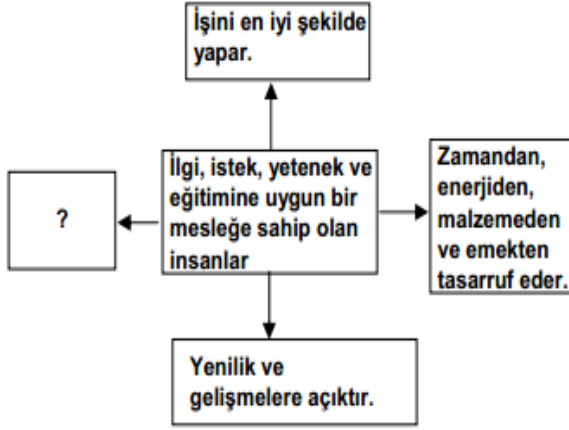 İşini en iyi şekilde
yapar.
?
İlgi, istek, yetenek ve
eğitimine uygun bir
mesleğe sahip olan
insanlar
Zamandan,
enerjiden,
malzemeden
ve emekten
tasarruf eder.
Yenilik ve
gelişmelere açıktır.